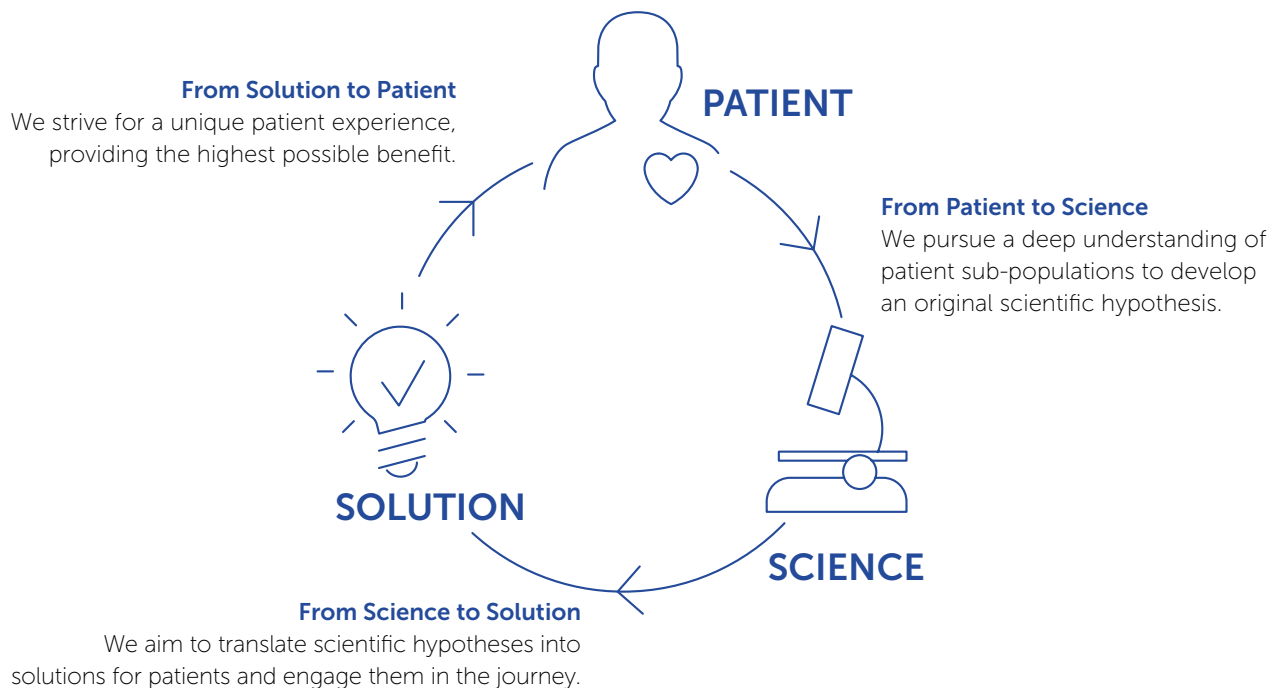 PATIENT
From Solution to Patient
We strive for a unique patient experience,
providing the highest possible benefit.
From Patient to Science
We pursue a deep understanding of
patient sub-populations to develop
an original scientific hypothesis.
SOLUTION
SCIENCE
From Science to Solution
We aim to translate scientific hypotheses into
solutions for patients and engage them in the journey.